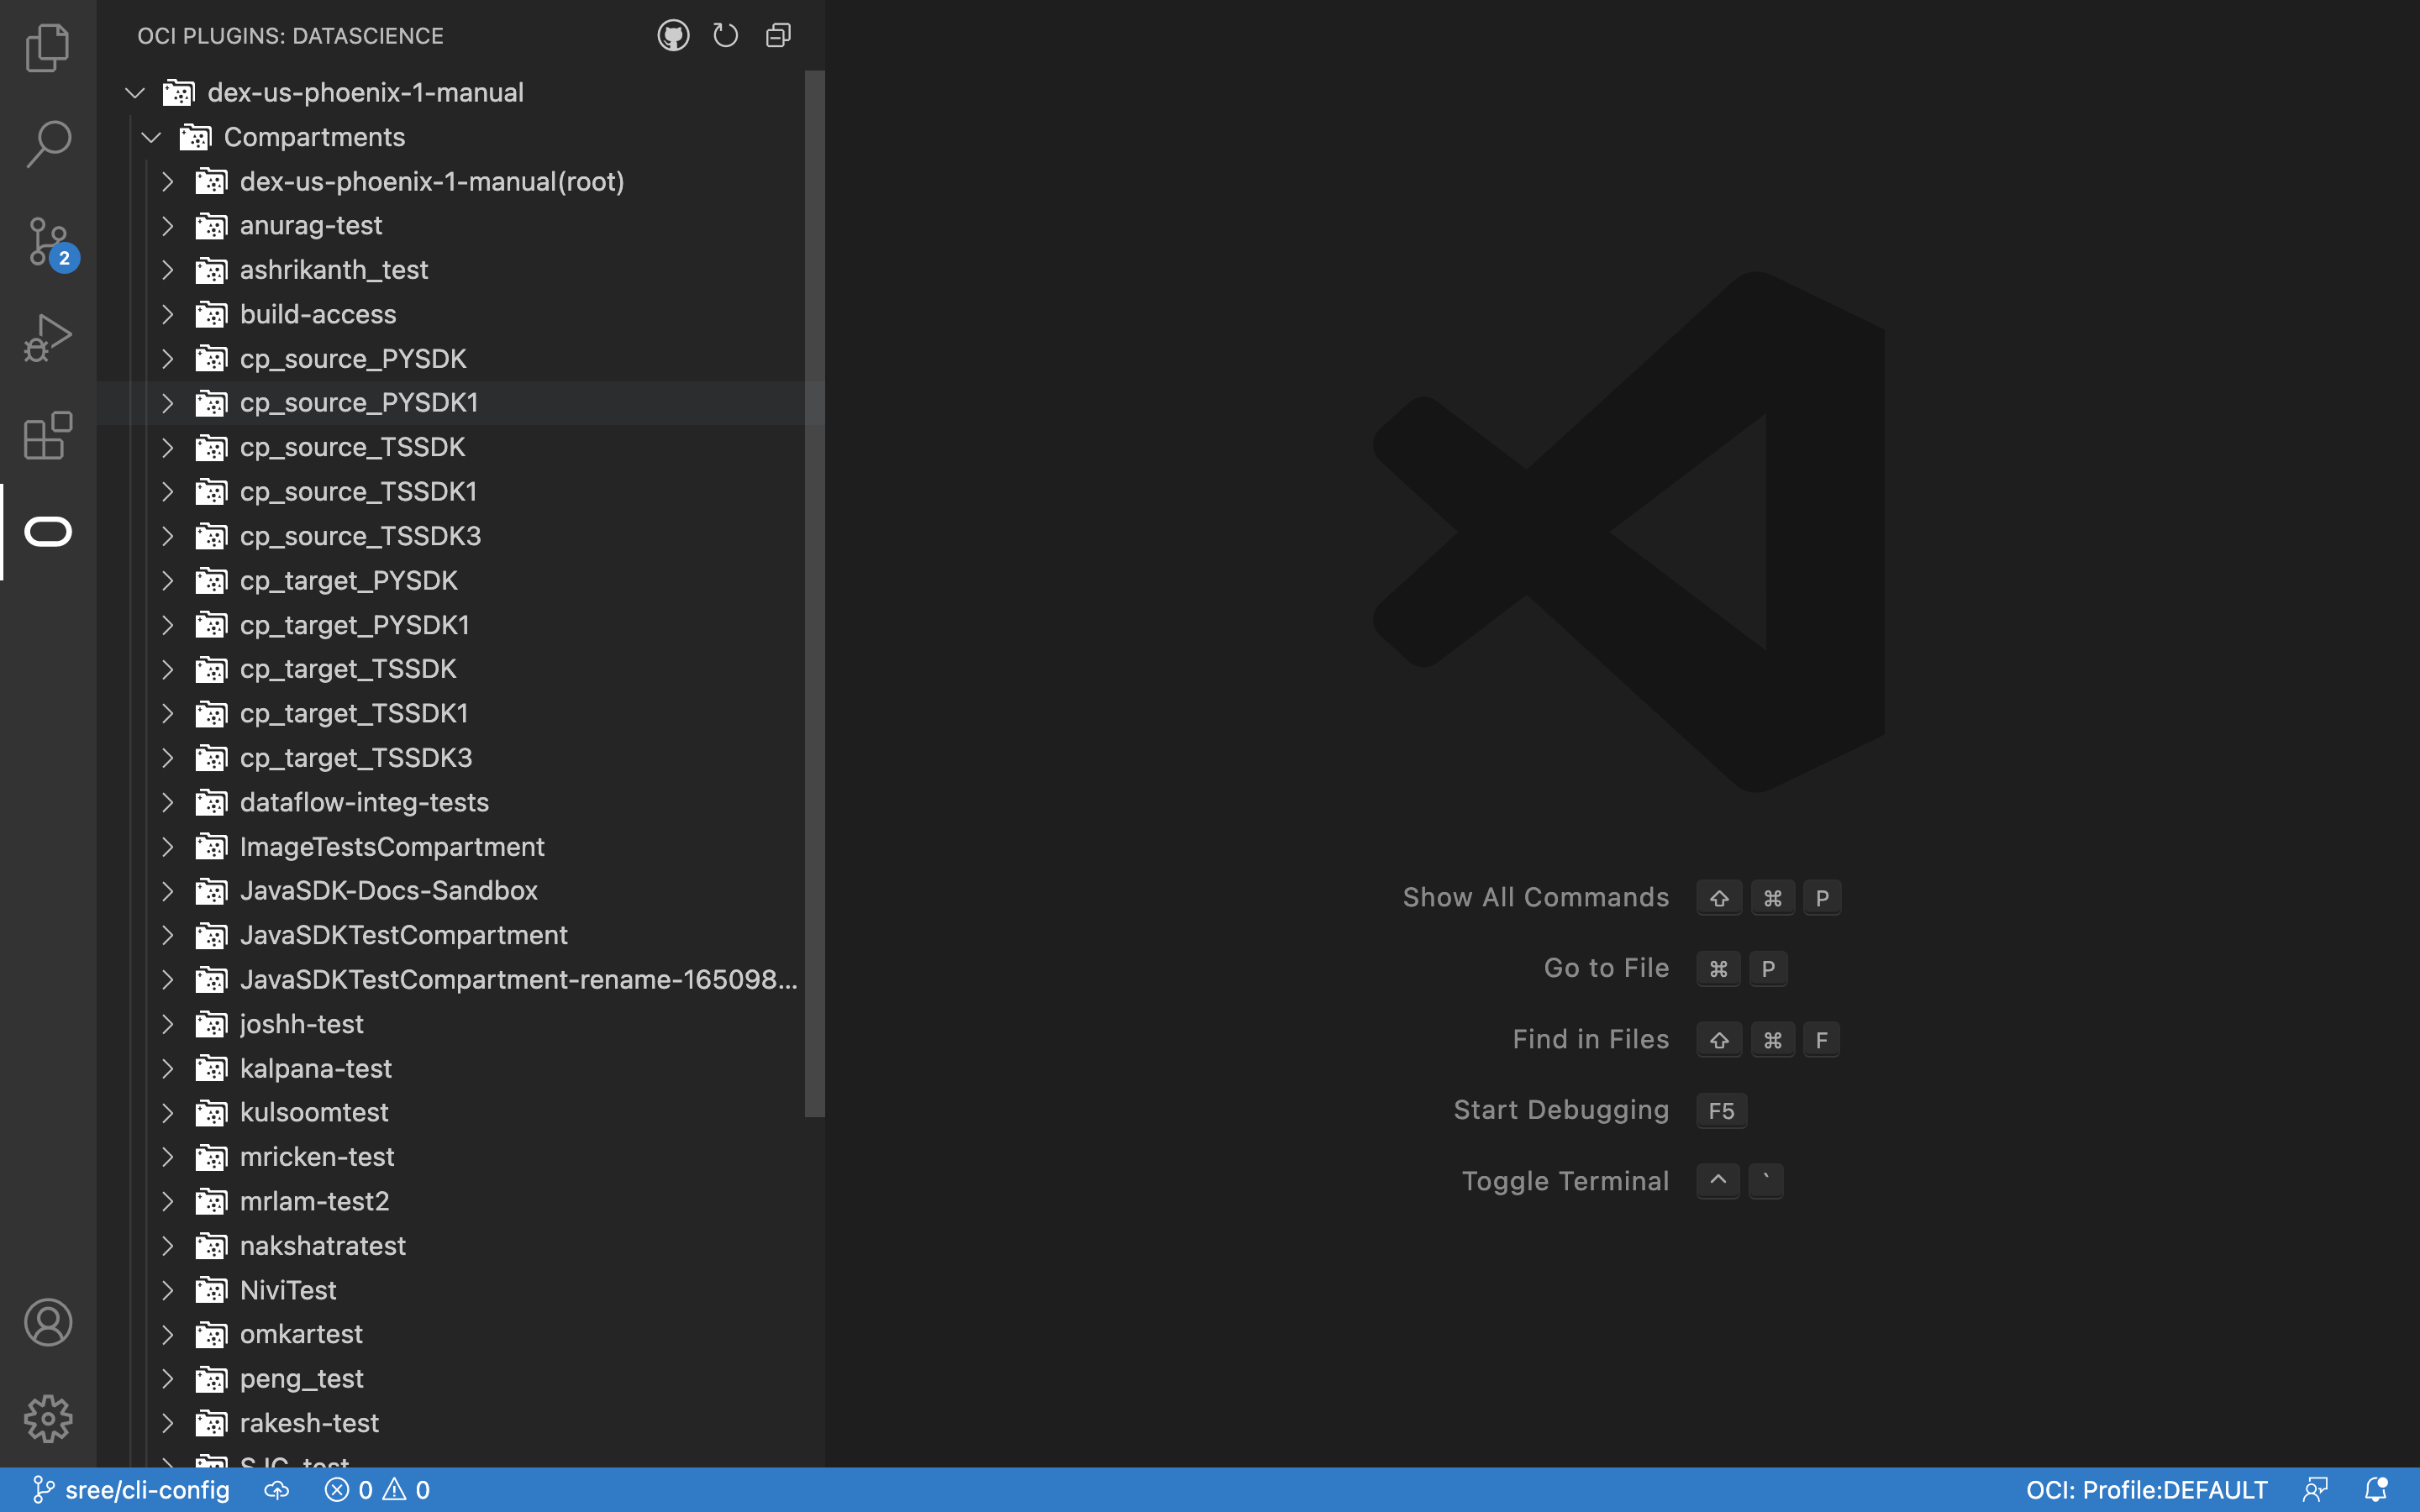 OCI PLUGINS: DATASCIENCE
dex-us-phoenix-1-manual
Compartments
dex-us-phoenix-1-manual(root)
anurag-test
ashrikanth_test
build-access
cp_source_PYSDK
cp_source_PYSDK1
cp_source_TSSDK
cp_source_TSSDK1
cp_source_TSSDK3
cp_target_PYSDK
cp_target_PYSDK1
cp_target_TSSDK
cp_target_TSSDK1
cp_target_TSSDK3
dataflow-integ-tests
ImageTestsCompartment
JavaSDK-Docs-Sandbox
JavaSDKTestCompartment
JavaSDKTestCompartment-rename-165098...
joshh-test
kalpana-test
kulsoomtest
mricken-test
mrlam-test2
nakshatratest
NiviTest
omkartest
peng_test
rakesh-test
SJC_test
2
Show All Commands ⇧ ⌘ P
Go to File ⌘ P
Find in Files ⇧ ⌘ F
Start Debugging F5
Toggle Terminal ^ `
sree/cli-config 0 0 OCI: Profile:DEFAULT